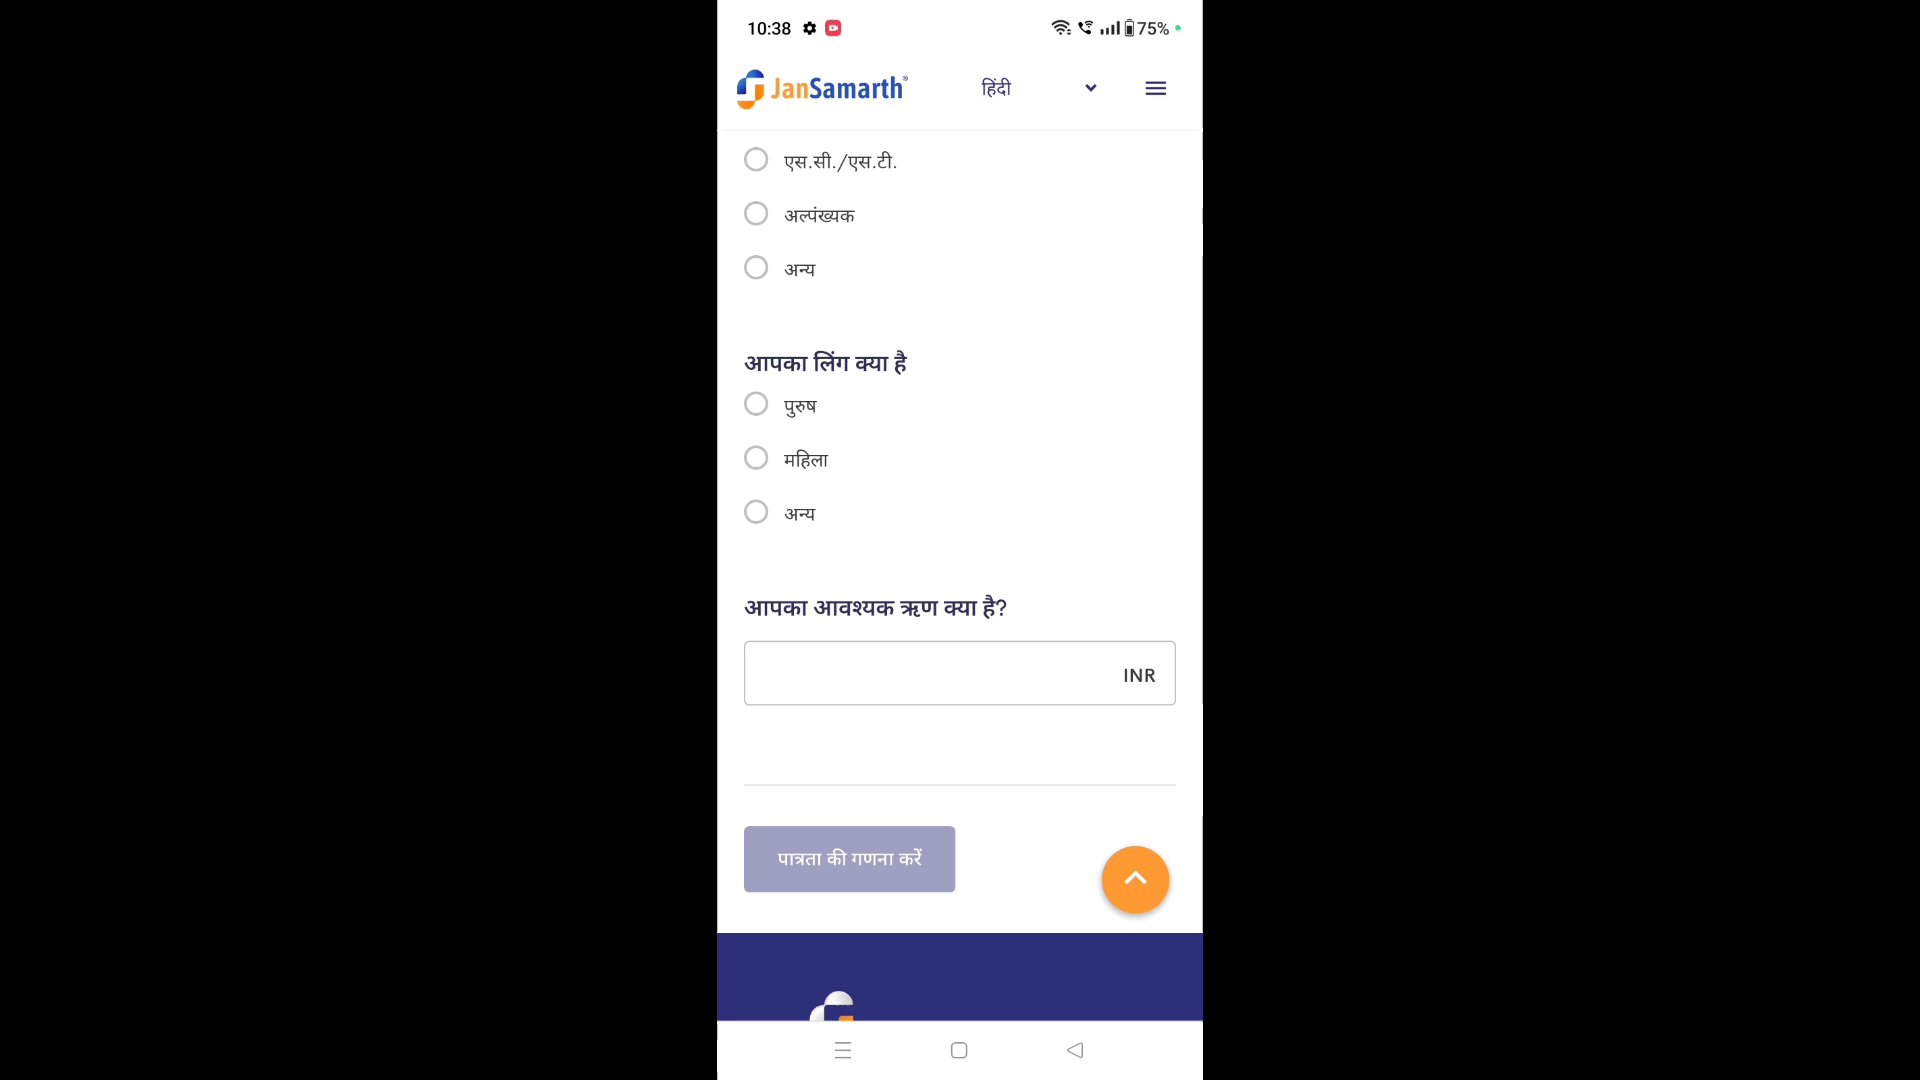 10:38 75%
JanSamarth® हिंदी
एस.सी./एस.टी.
अल्पंख्यक
अन्य
आपका लिंग क्या है
पुरुष
महिला
अन्य
आपका आवश्यक ऋण क्या है?
INR
पात्रता की गणना करें